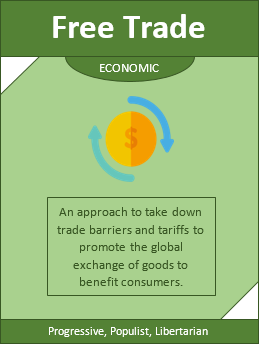 Free Trade
ECONOMIC
$
An approach to take down
trade barriers and tariffs to
promote the global
exchange of goods to
benefit consumers.
Progressive, Populist, Libertarian